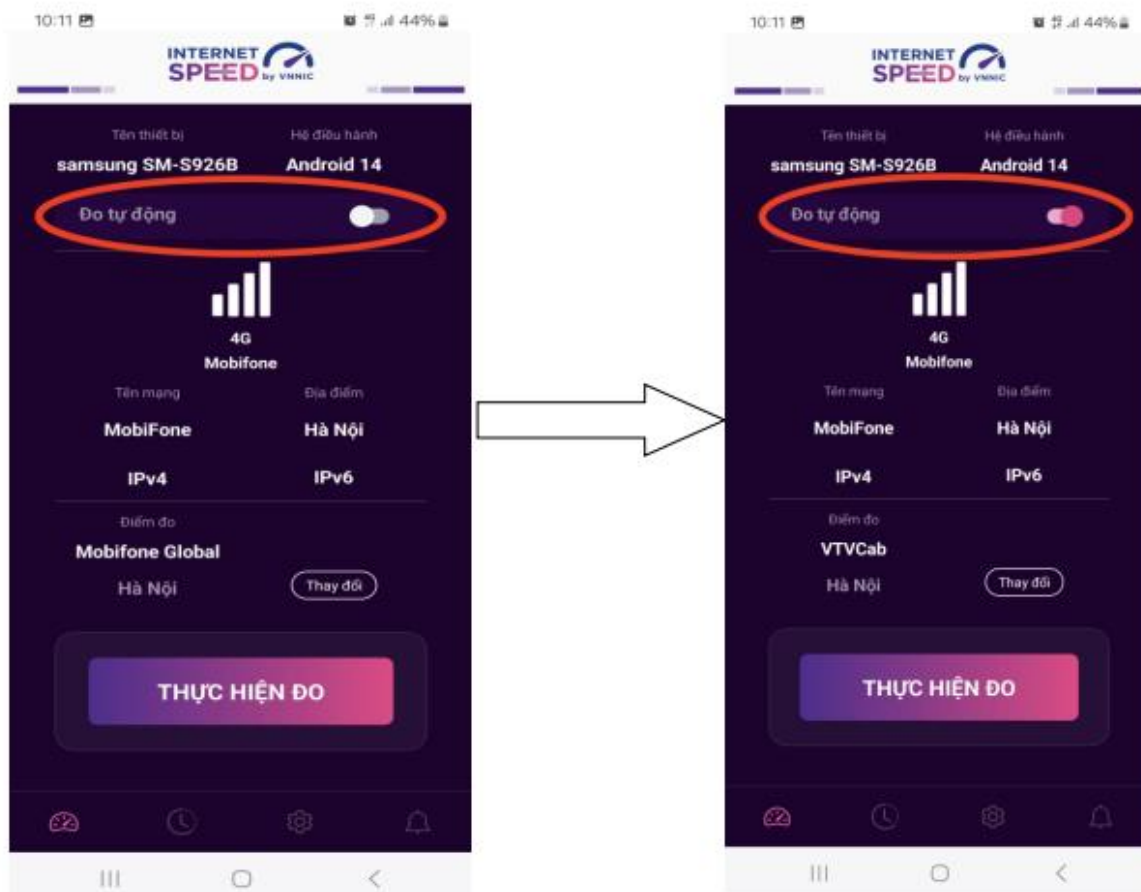 10:11 44%
INTERNET
SPEED by VNNIC
Tên thiết bị Hệ điều hành
samsung SM-S926B Android 14
Đo tự động
4G
Mobifone
Tên mạng Địa điểm
MobiFone Hà Nội
IPv4 IPv6
Điểm đo
Mobifone Global
Hà Nội Thay đổi
THỰC HIỆN ĐO
10:11 44%
INTERNET
SPEED by VNNIC
Tên thiết bị Hệ điều hành
samsung SM-S926B Android 14
Đo tự động
4G
Mobifone
Tên mạng Địa điểm
MobiFone Hà Nội
IPv4 IPv6
Điểm đo
VTVCab
Hà Nội Thay đổi
THỰC HIỆN ĐO